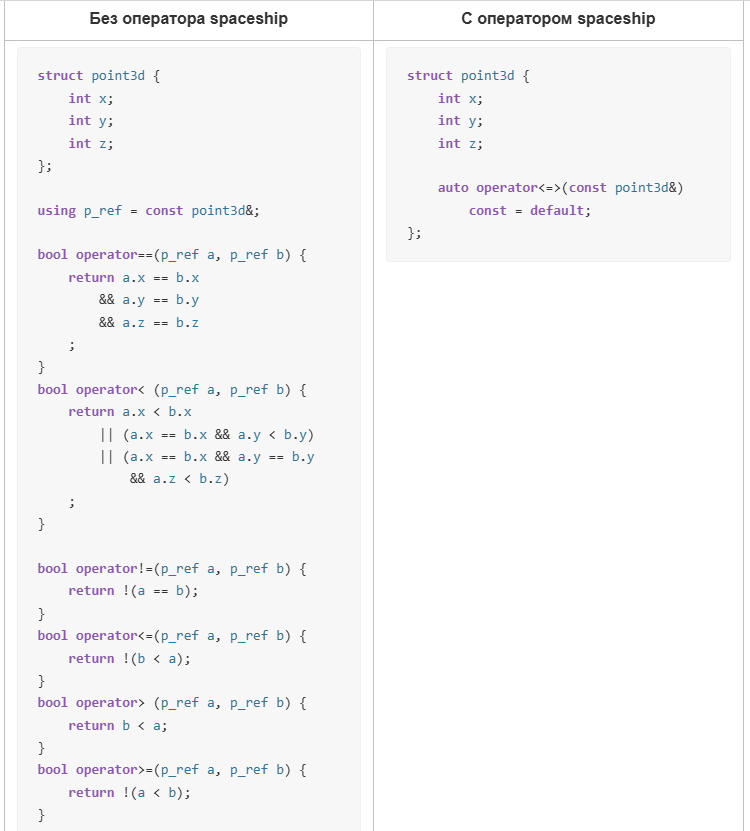 Без оператора spaceship
struct point3d {
    int x;
    int y;
    int z;
};
using p_ref = const point3d&;
bool operator==(p_ref a, p_ref b) {
    return a.x == b.x
        && a.y == b.y
        && a.z == b.z
    ;
}
bool operator< (p_ref a, p_ref b) {
    return a.x < b.x
        || (a.x == b.x && a.y < b.y)
        || (a.x == b.x && a.y == b.y
            && a.z < b.z)
    ;
}
bool operator!=(p_ref a, p_ref b) {
    return !(a == b);
}
bool operator<=(p_ref a, p_ref b) {
    return !(b < a);
}
bool operator> (p_ref a, p_ref b) {
    return b < a;
}
bool operator>=(p_ref a, p_ref b) {
    return !(a < b);
}
С оператором spaceship
struct point3d {
    int x;
    int y;
    int z;
    auto operator<=>(const point3d&)
        const = default;
};